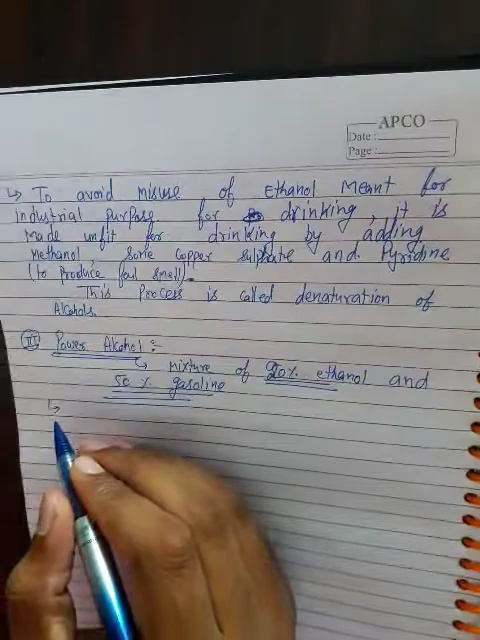 APCO
Date :
Page :
↳ To avoid misuse of Ethanol Meant for
industrial purpose for drinking, it is
made unfit for drinking by adding
methanol, some copper sulphate and Pyridine
(to Produce foul smell).
This Process is called denaturation of
Alcohols.
III Power Alcohol :-
↳ mixture of 20% ethanol and
50 % gasoline
↳